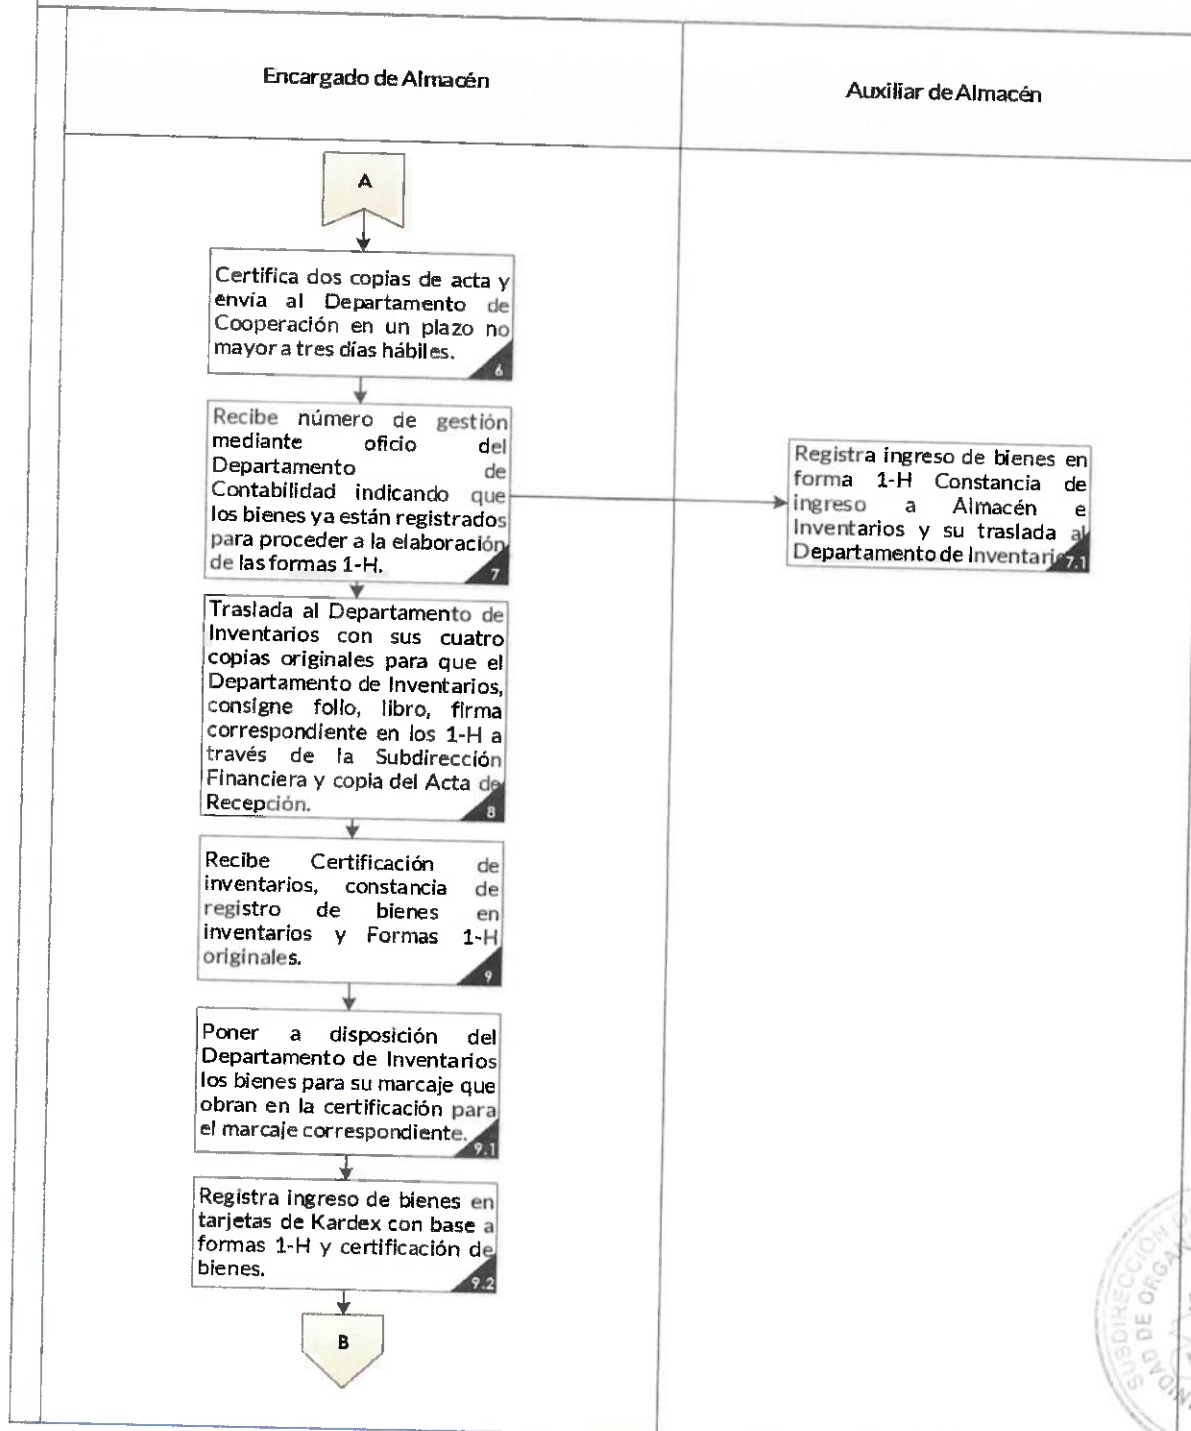 Encargado de Almacén
Auxiliar de Almacén
A
Certifica dos copias de acta y
envía al Departamento de
Cooperación en un plazo no
mayor a tres días hábiles.
6
Recibe número de gestión
mediante oficio del
Departamento de
Contabilidad indicando que
los bienes ya están registrados
para proceder a la elaboración
de las formas 1-H.
7
Registra ingreso de bienes en
forma 1-H Constancia de
ingreso a Almacén e
Inventarios y su traslada al
Departamento de
7.1
Traslada al Departamento de
Inventarios con sus cuatro
copias originales para que el
Departamento de Inventarios,
consigne folio, libro, firma
correspondiente en los 1-H a
través de la Subdirección
Financiera y copia del Acta de
Recepción.
8
Recibe Certificación de
inventarios, constancia de
registro de bienes en
inventarios y Formas 1-H
originales.
9
Poner a disposición del
Departamento de Inventarios
los bienes para su marcaje que
obran en la certificación para
el marcaje correspondiente.
9.1
Registra ingreso de bienes en
tarjetas de Kardex con base a
formas 1-H y certificación de
bienes.
9.2
B
SUBDIRECCIÓN
DE